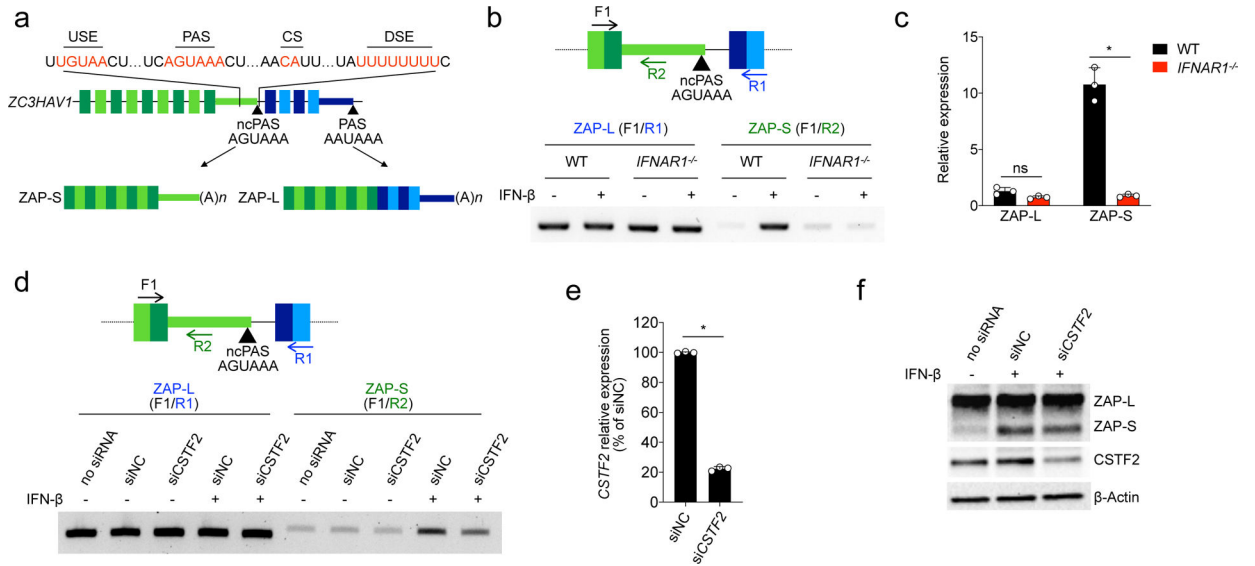 a
USE PAS CS DSE
UUGUAACU...UCAGUAAACU...AACAUU...UAUUUUUUUUC
ZC3HAV1
ncPAS PAS
AGUAAA AAUAAA
ZAP-S (A)n ZAP-L (A)n
b
F1
R2
ncPAS
AGUAAA
R1
ZAP-L (F1/R1) ZAP-S (F1/R2)
WT IFNAR1-/- WT IFNAR1-/-
IFN-β - + - + - + - +
c
Relative expression
15
10
5
0
ns
*
WT
IFNAR1-/-
ZAP-L ZAP-S
d
F1
R2
ncPAS
AGUAAA
R1
ZAP-L ZAP-S
(F1/R1) (F1/R2)
no siRNA siNC siCSTF2 siNC siCSTF2 no siRNA siNC siCSTF2 siNC siCSTF2
IFN-β - - - + + - - - + +
e
CSTF2 relative expression
(% of siNC)
120
100
80
60
40
20
0
*
siNC siCSTF2
f
no siRNA siNC siCSTF2
IFN-β - + +
ZAP-L
ZAP-S
CSTF2
β-Actin